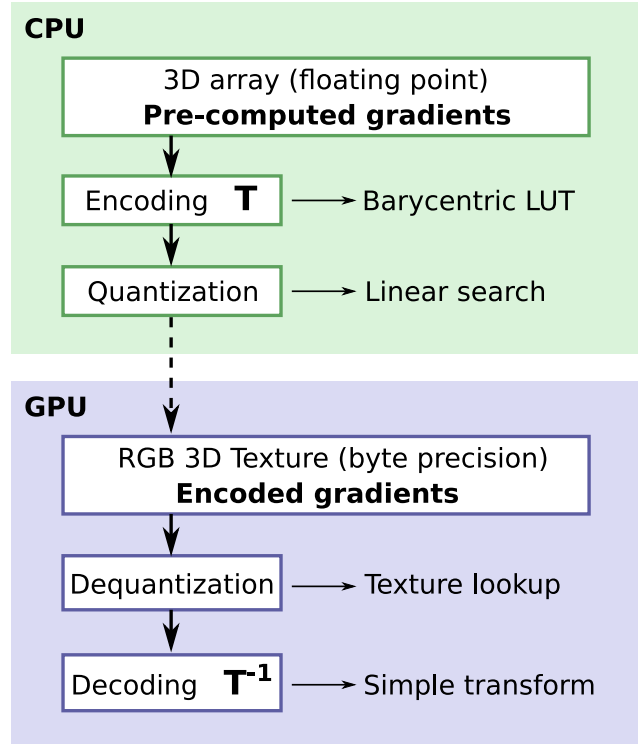 CPU
3D array (floating point)
Pre-computed gradients
Encoding T
Barycentric LUT
Quantization
Linear search
GPU
RGB 3D Texture (byte precision)
Encoded gradients
Dequantization
Texture lookup
Decoding T-1
Simple transform